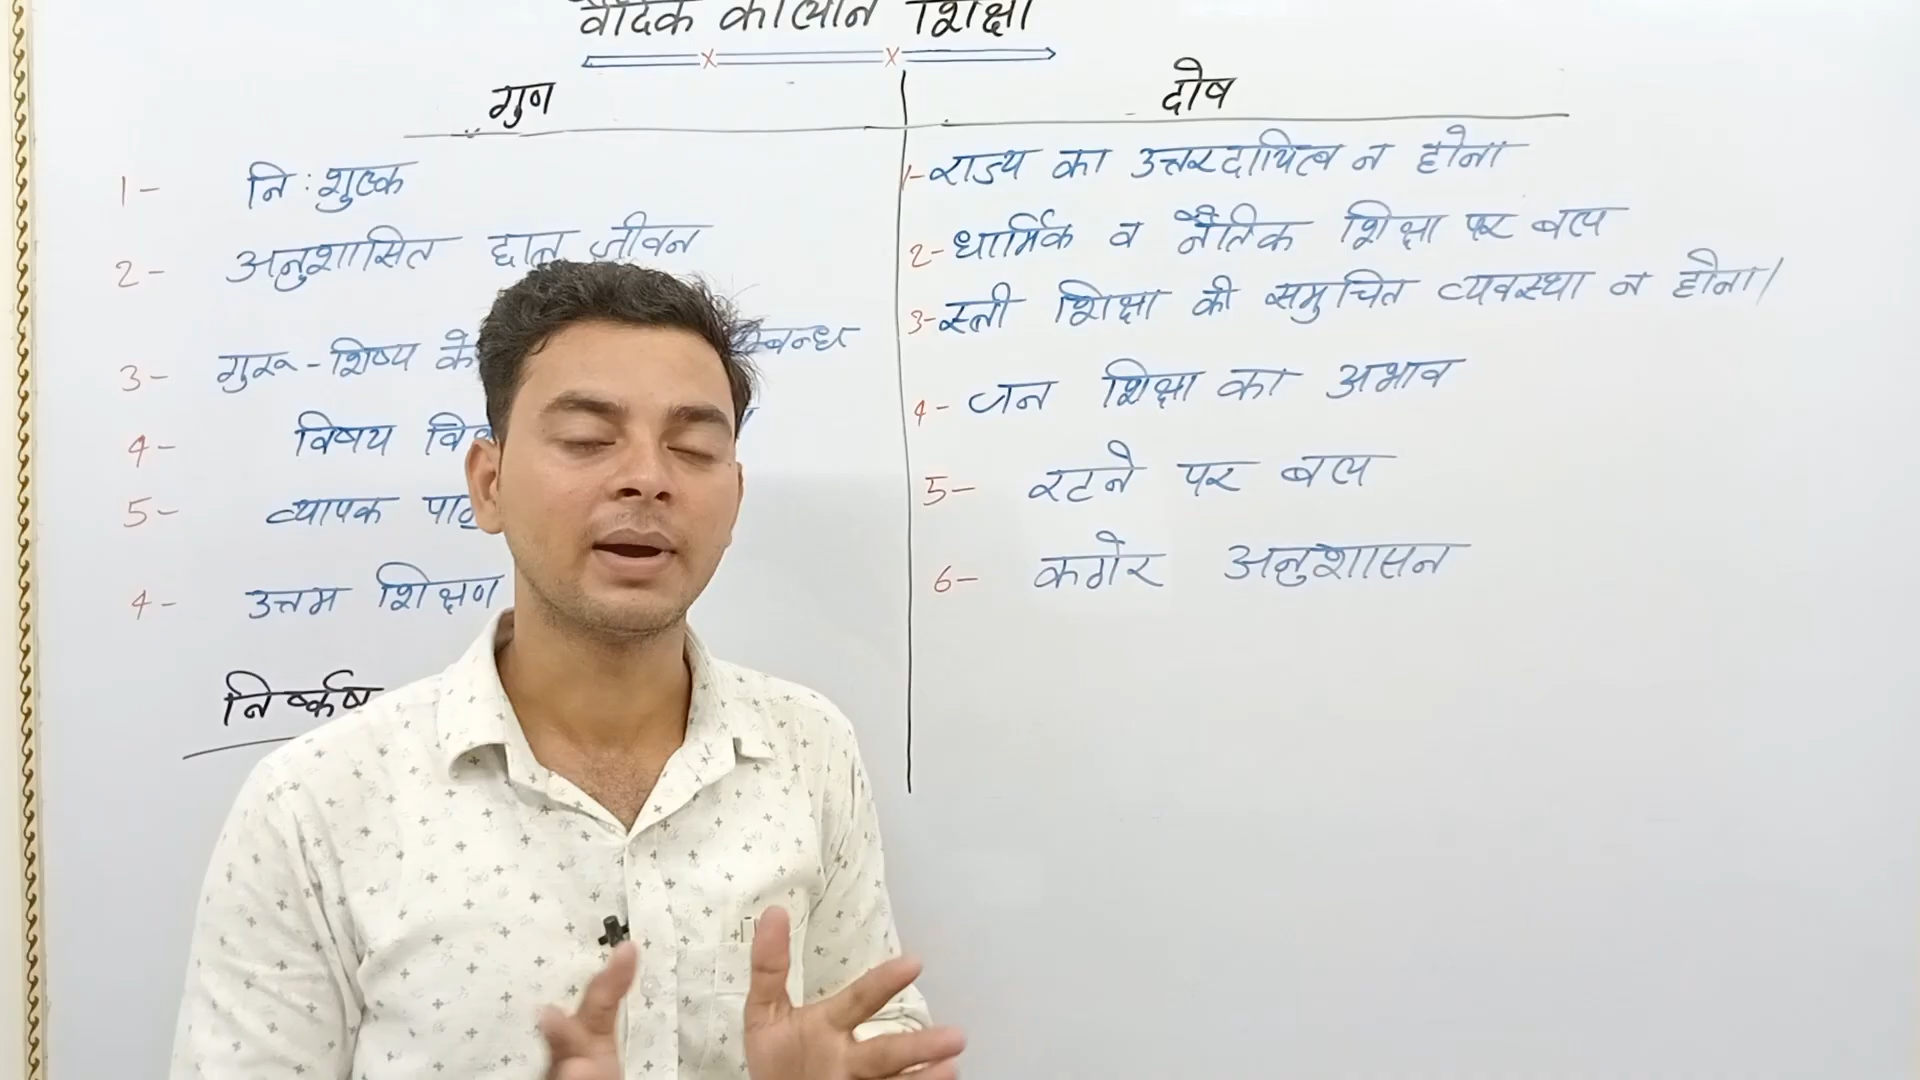 वैदिक कालीन शिक्षा
गुण
1- नि:शुल्क
2- अनुशासित छात्र जीवन
3- गुरू-शिष्य के
4- विषय
5- व्यापक
4- उत्तम शिक्षण
निर्ष्कष
दोष
1- राज्य का उत्तरदायित्व न होना
2- धार्मिक व नैतिक शिक्षा पर बल
3- स्त्री शिक्षा की समुचित व्यवस्था न होना।
4- जन शिक्षा का अभाव
5- रटने पर बल
6- कठोर अनुशासन